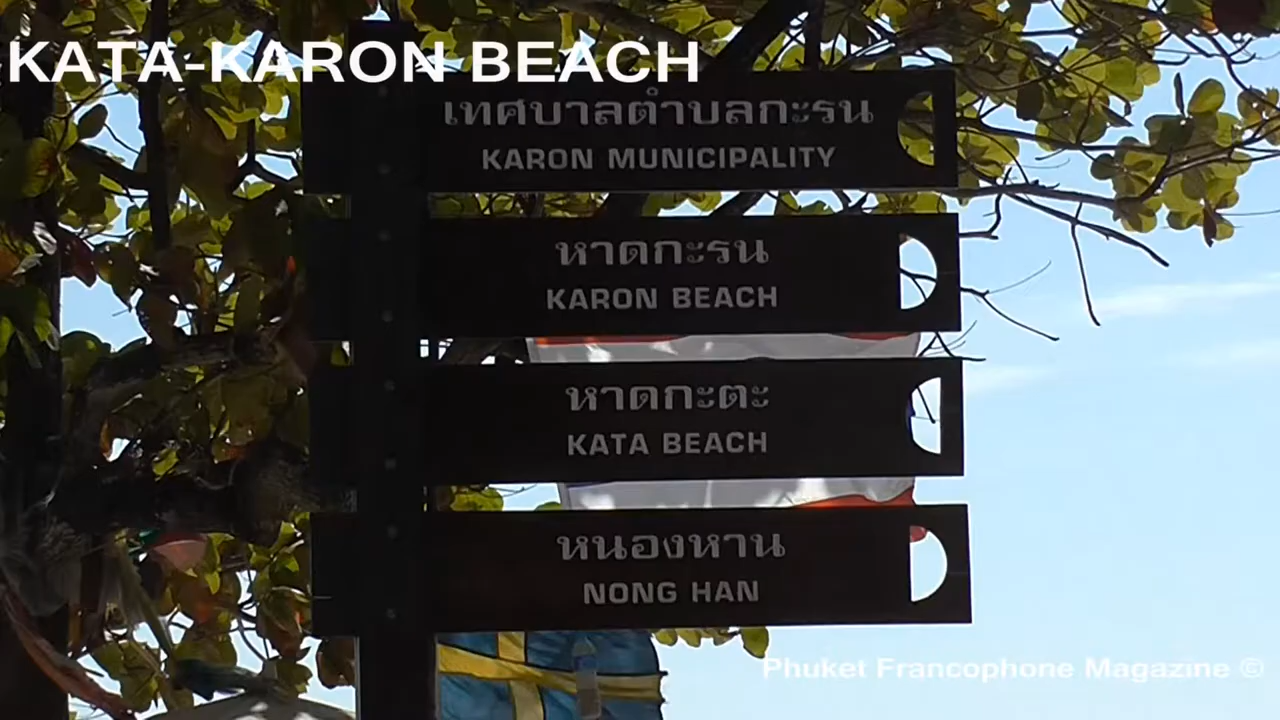 KATA-KARON BEACH
เทศบาลตำบลกะรน
KARON MUNICIPALITY
หาดกะรน
KARON BEACH
หาดกะตะ
KATA BEACH
หนองหาน
NONG HAN
Phuket Francophone Magazine ©